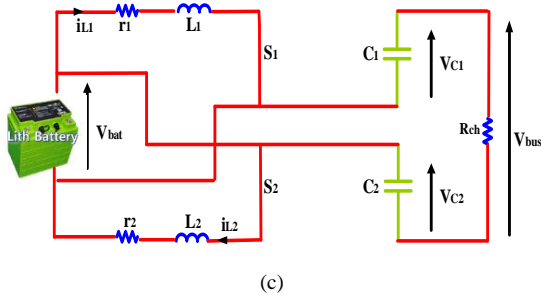 iL1 r1 L1
S1 C1 VC1
Lith Battery Vbat Rch Vbus
S2 C2 VC2
r2 L2 iL2
(c)